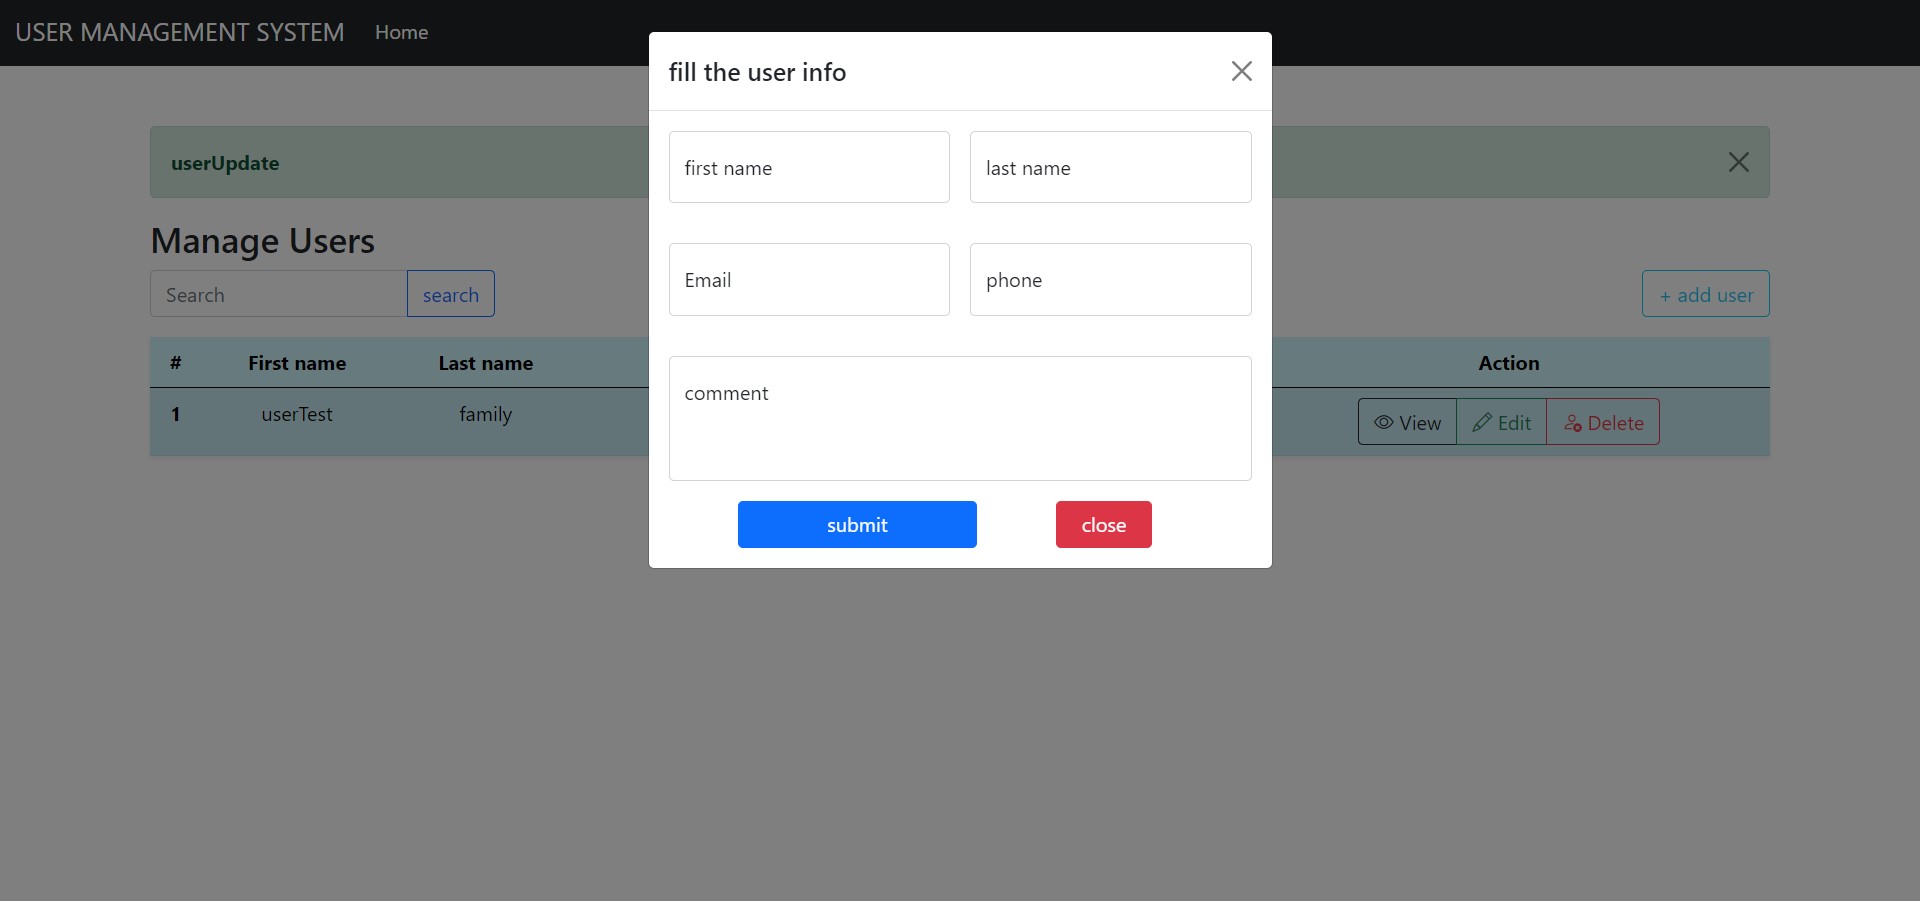 USER MANAGEMENT SYSTEM Home
fill the user info
userUpdate
first name last name
Manage Users
Email phone
Search search + add user
# First name Last name Action
comment
1 userTest family View Edit Delete
submit close